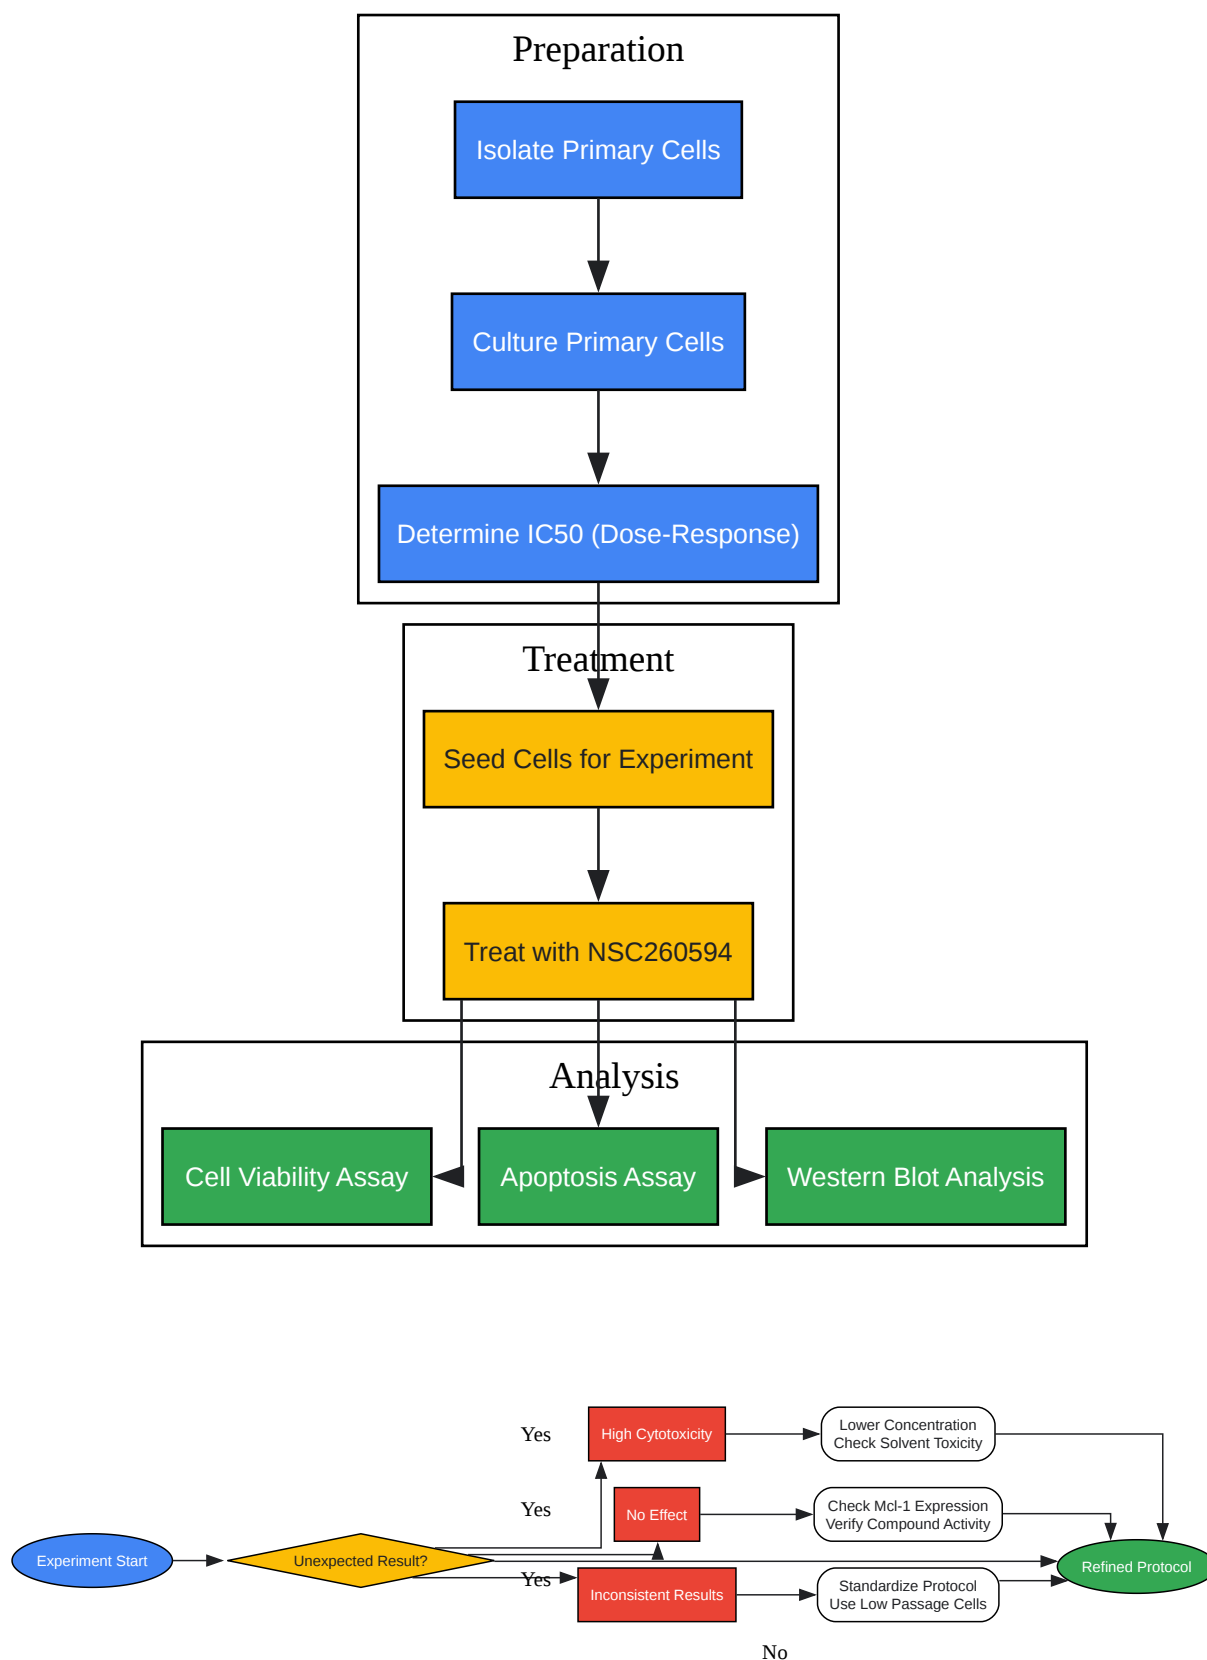 Preparation
Isolate Primary Cells
Culture Primary Cells
Determine IC50 (Dose-Response)
Treatment
Seed Cells for Experiment
Treat with NSC260594
Analysis
Cell Viability Assay
Apoptosis Assay
Western Blot Analysis
Yes
High Cytotoxicity
Lower Concentration
Check Solvent Toxicity
Yes
No Effect
Check Mcl-1 Expression
Verify Compound Activity
Experiment Start
Unexpected Result?
Refined Protocol
Yes
Inconsistent Results
Standardize Protocol
Use Low Passage Cells
No